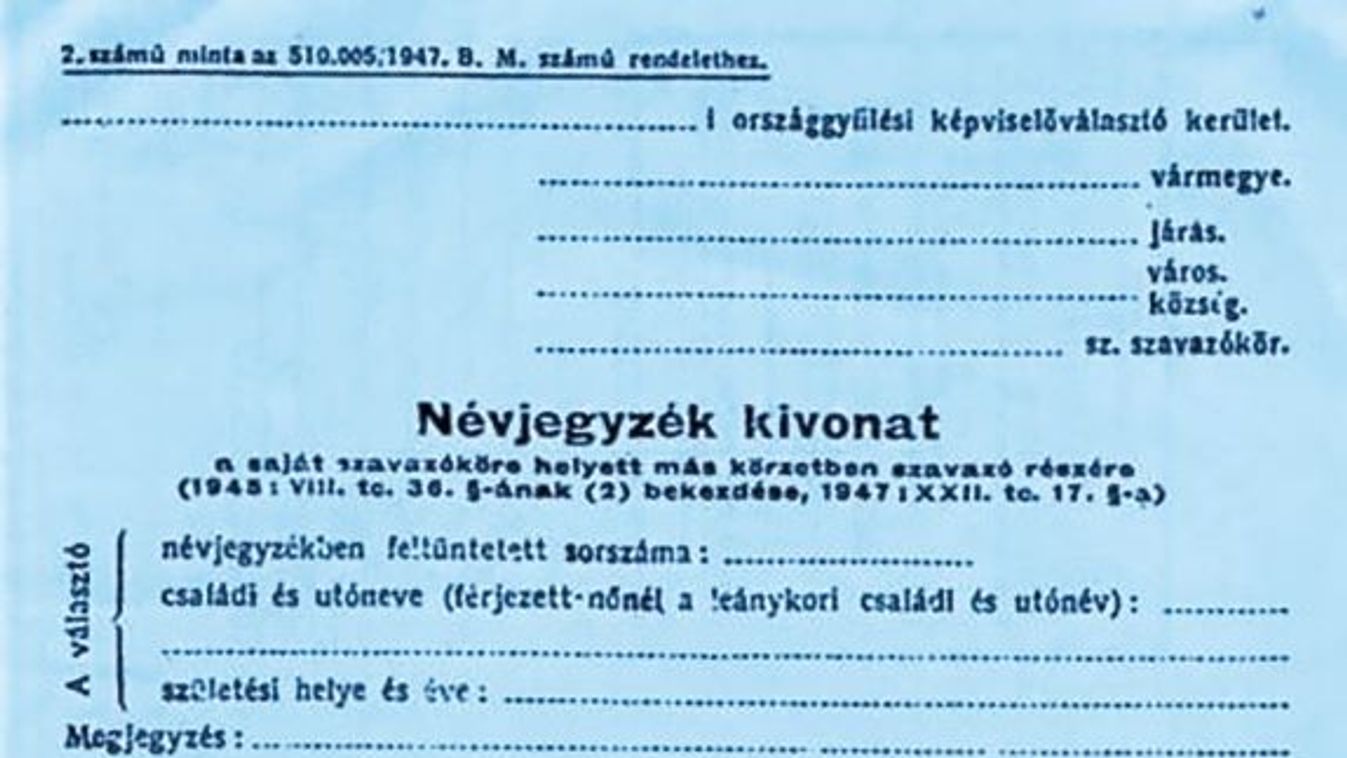 2. számú minta az 510.005/1947. B. M. számú rendelethez.
i országgyűlési képviselőválasztó kerület.
vármegye.
járás.
város.
község.
sz. szavazókör.
Névjegyzék kivonat
a saját szavazóköre helyett más körzetben szavazó részére
(1945: VIII. tc. 36. §-ának (2) bekezdése, 1947: XXII. tc. 17. §-a)
A választó
névjegyzékben feltüntetett sorszáma:
családi és utóneve (férjezett-nőnél a leánykori családi és utónév):
születési helye és éve:
Megjegyzés: